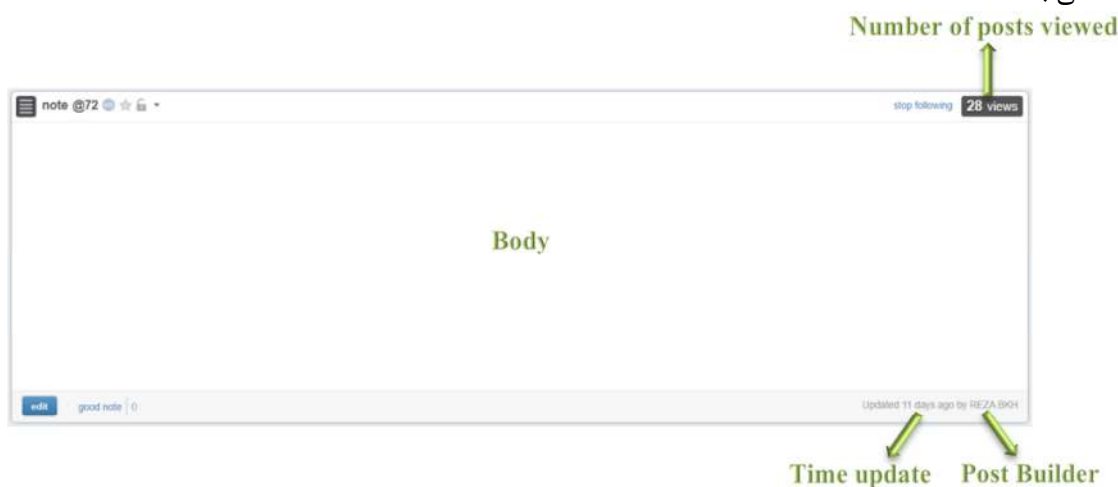 Number of posts viewed
note @72
stop following 28 views
Body
edit good note 0
Updated 11 days ago by REZA BKH
Time update Post Builder